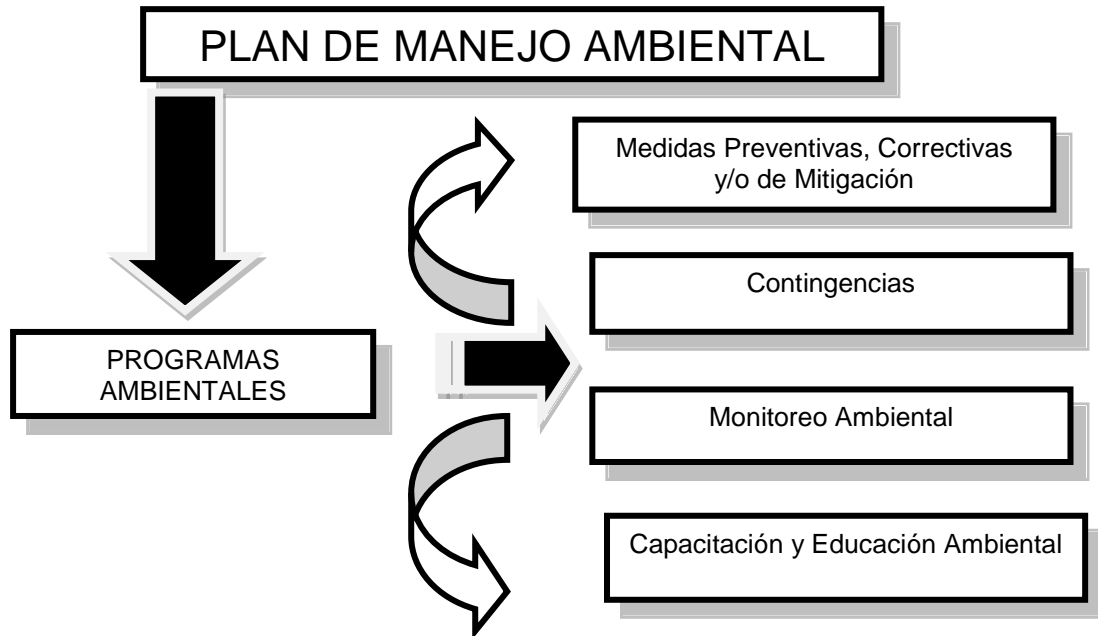 PLAN DE MANEJO AMBIENTAL
Medidas Preventivas, Correctivas
y/o de Mitigación
Contingencias
PROGRAMAS
AMBIENTALES
Monitoreo Ambiental
Capacitación y Educación Ambiental